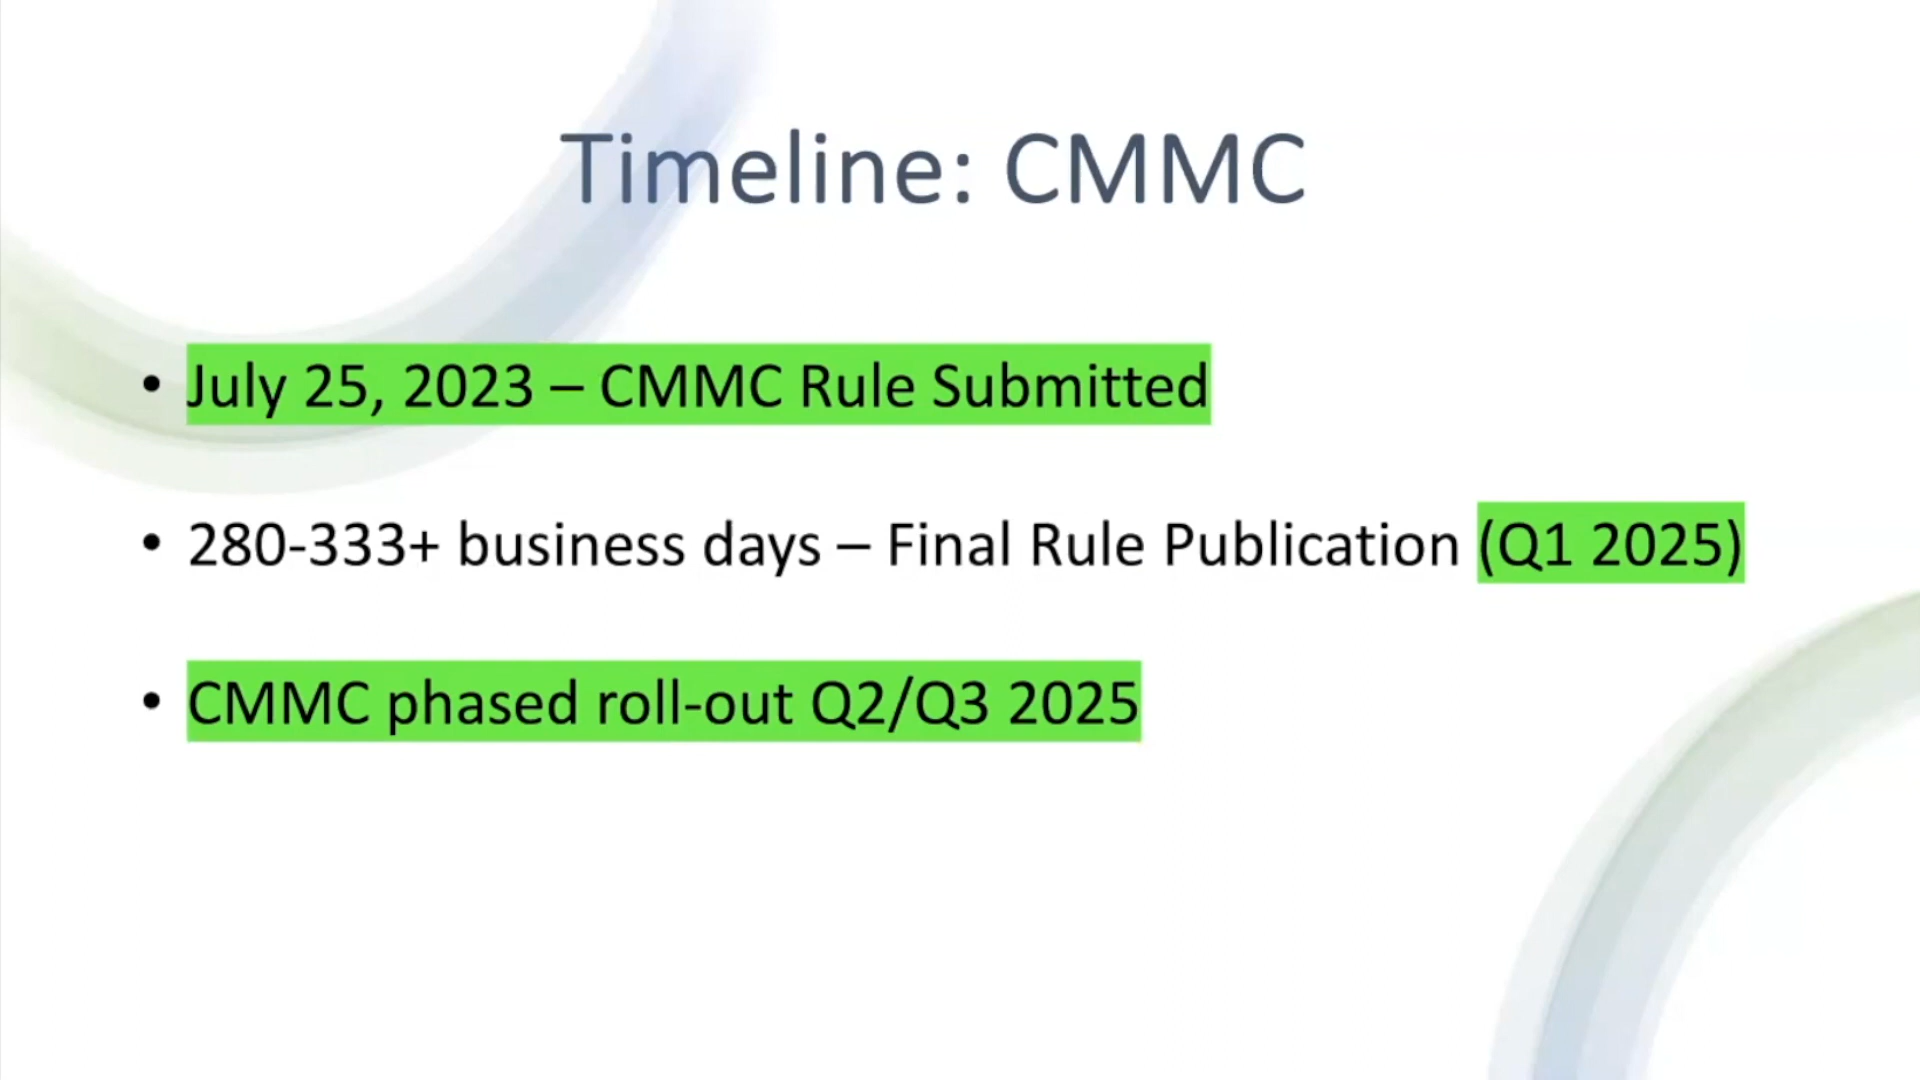 Timeline: CMMC
• July 25, 2023 – CMMC Rule Submitted
• 280-333+ business days – Final Rule Publication (Q1 2025)
• CMMC phased roll-out Q2/Q3 2025